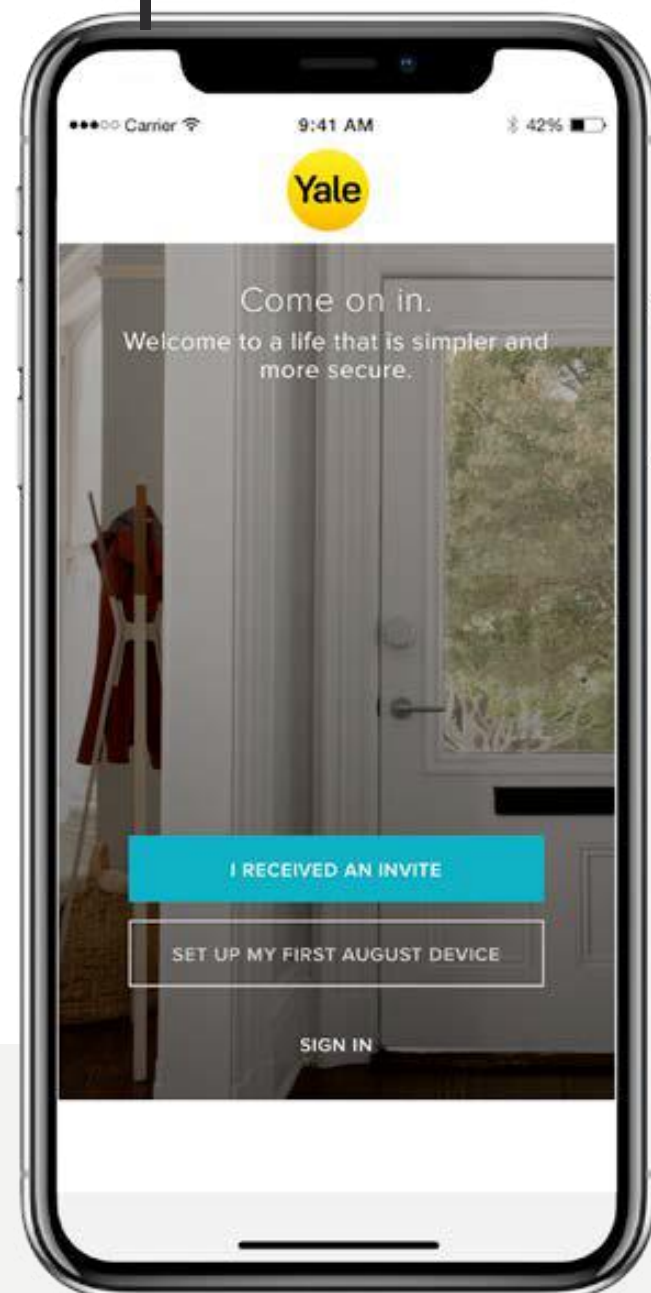 Carrier 9:41 AM 42%
Yale
Come on in.
Welcome to a life that is simpler and
more secure.
I RECEIVED AN INVITE
SET UP MY FIRST AUGUST DEVICE
SIGN IN